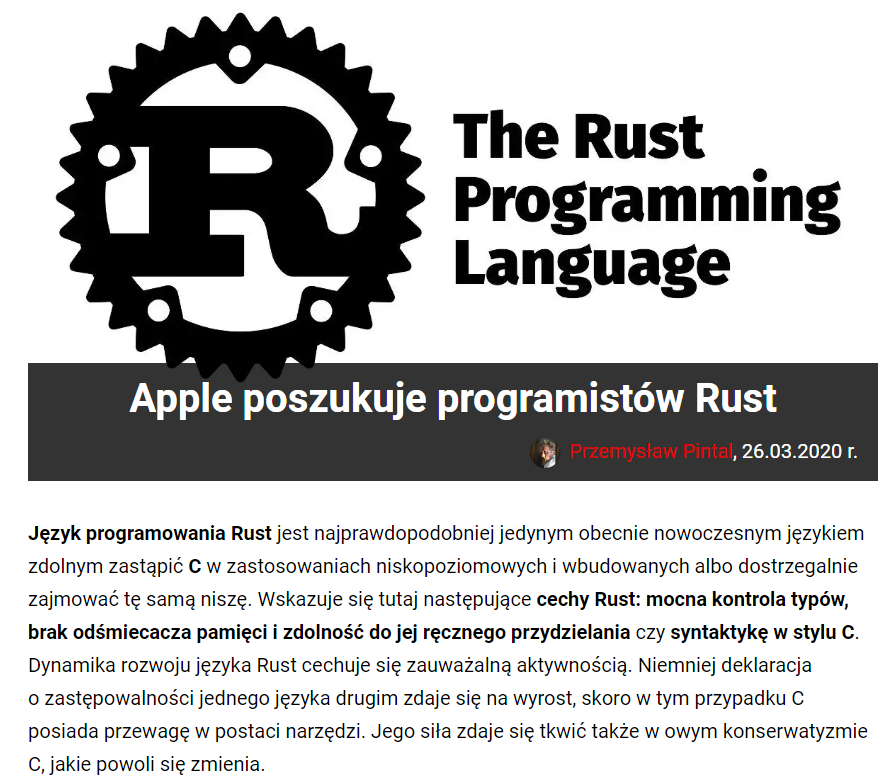 R
The Rust
Programming
Language
Apple poszukuje programistów Rust
Przemysław Pintal, 26.03.2020 r.
Język programowania Rust jest najprawdopodobniej jedynym obecnie nowoczesnym językiem
zdolnym zastąpić C w zastosowaniach niskopoziomowych i wbudowanych albo dostrzegalnie
zajmować tę samą niszę. Wskazuje się tutaj następujące cechy Rust: mocna kontrola typów,
brak odśmiecacza pamięci i zdolność do jej ręcznego przydzielania czy syntaktykę w stylu C.
Dynamika rozwoju języka Rust cechuje się zauważalną aktywnością. Niemniej deklaracja
o zastępowalności jednego języka drugim zdaje się na wyrost, skoro w tym przypadku C
posiada przewagę w postaci narzędzi. Jego siła zdaje się tkwić także w owym konserwatyzmie
C, jakie powoli się zmienia.